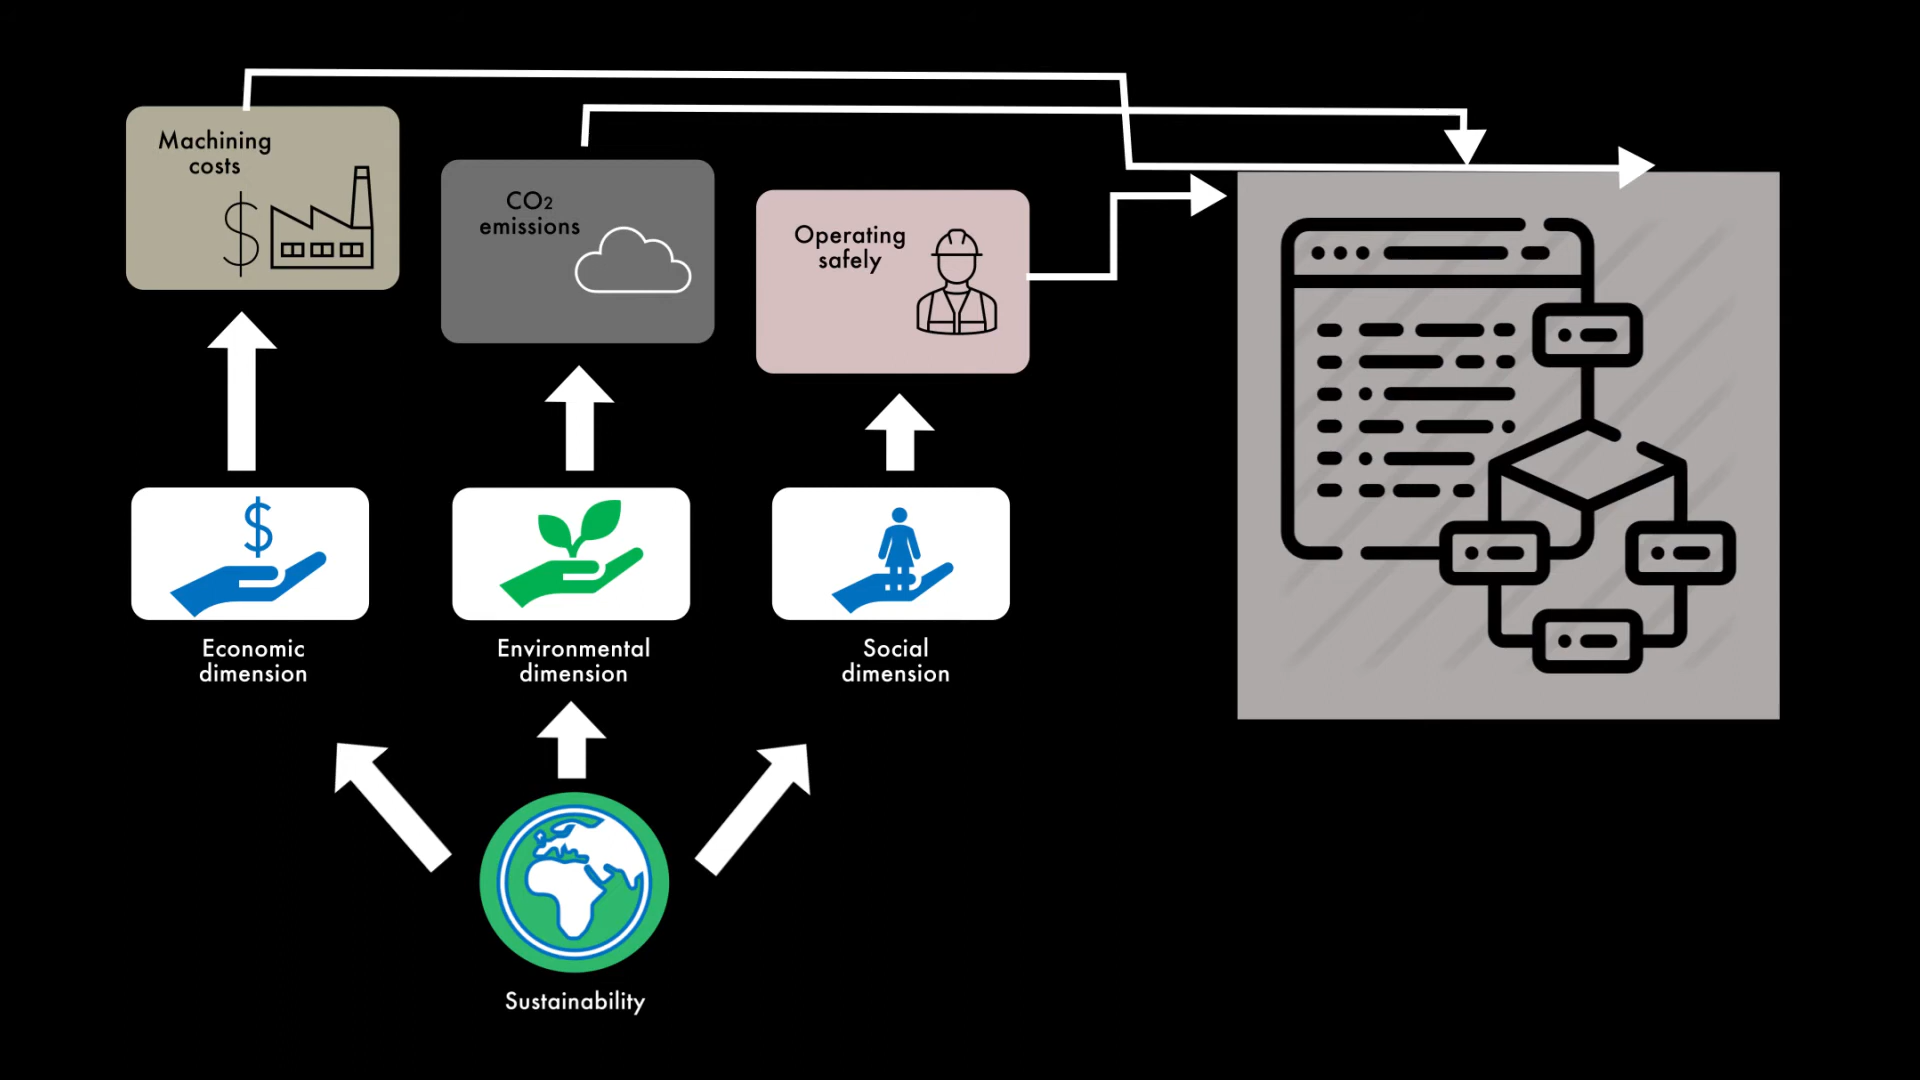 Machining
costs
CO₂
emissions
Operating
safely
Economic
dimension
Environmental
dimension
Social
dimension
Sustainability